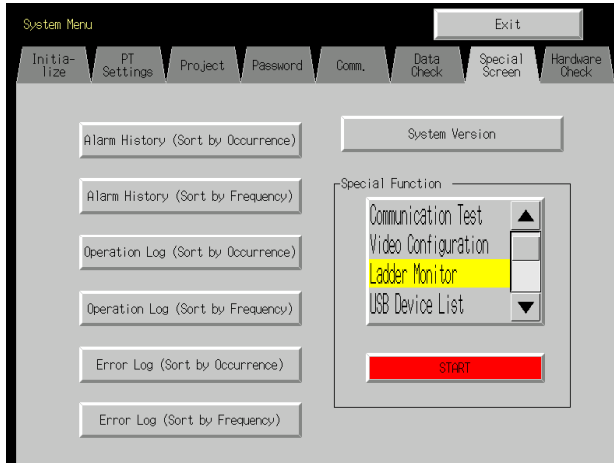 System Menu
Exit
Initia-
lize
PT
Settings
Project
Password
Comm.
Data
Check
Special
Screen
Hardware
Check
Alarm History (Sort by Occurrence)
Alarm History (Sort by Frequency)
Operation Log (Sort by Occurrence)
Operation Log (Sort by Frequency)
Error Log (Sort by Occurrence)
Error Log (Sort by Frequency)
System Version
Special Function
Communication Test
Video Configuration
Ladder Monitor
USB Device List
START